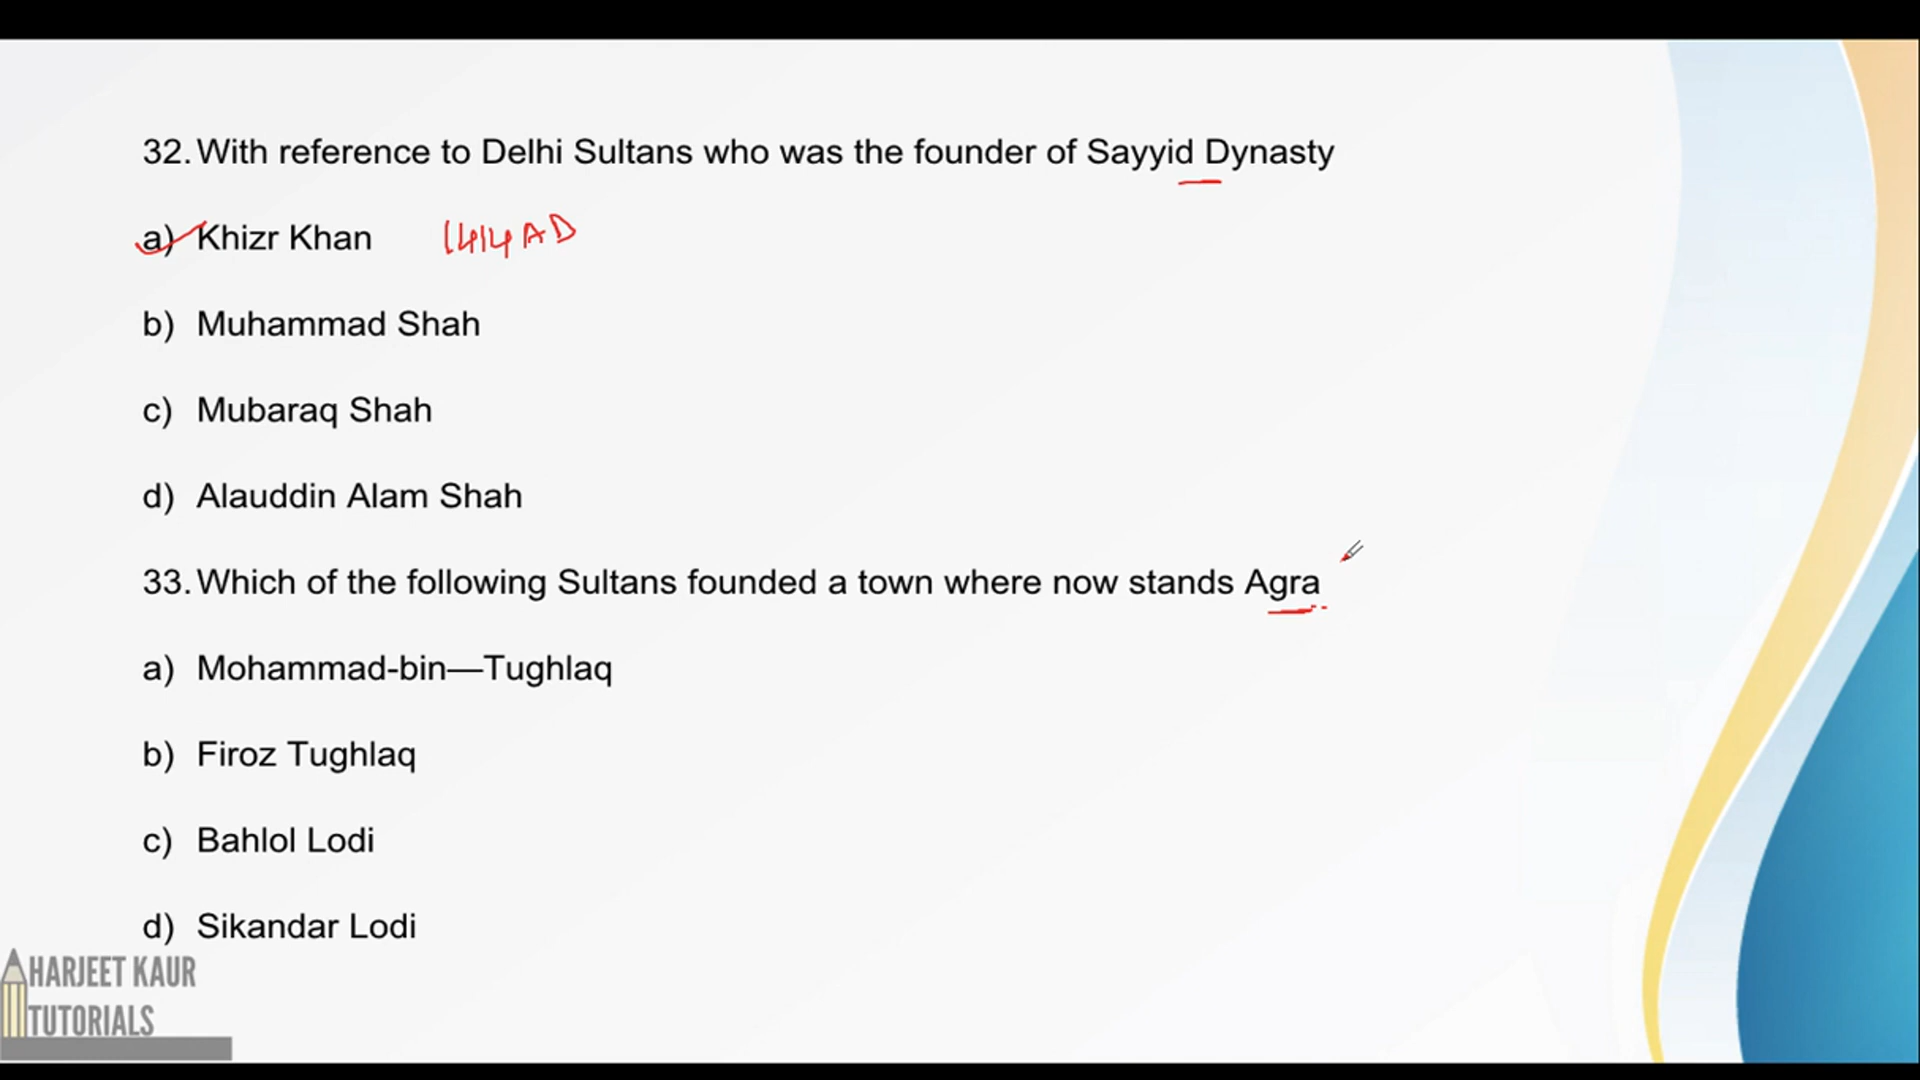 32. With reference to Delhi Sultans who was the founder of Sayyid Dynasty
a) Khizr Khan 1414 AD
b) Muhammad Shah
c) Mubaraq Shah
d) Alauddin Alam Shah
33. Which of the following Sultans founded a town where now stands Agra
a) Mohammad-bin—Tughlaq
b) Firoz Tughlaq
c) Bahlol Lodi
d) Sikandar Lodi
HARJEET KAUR
TUTORIALS